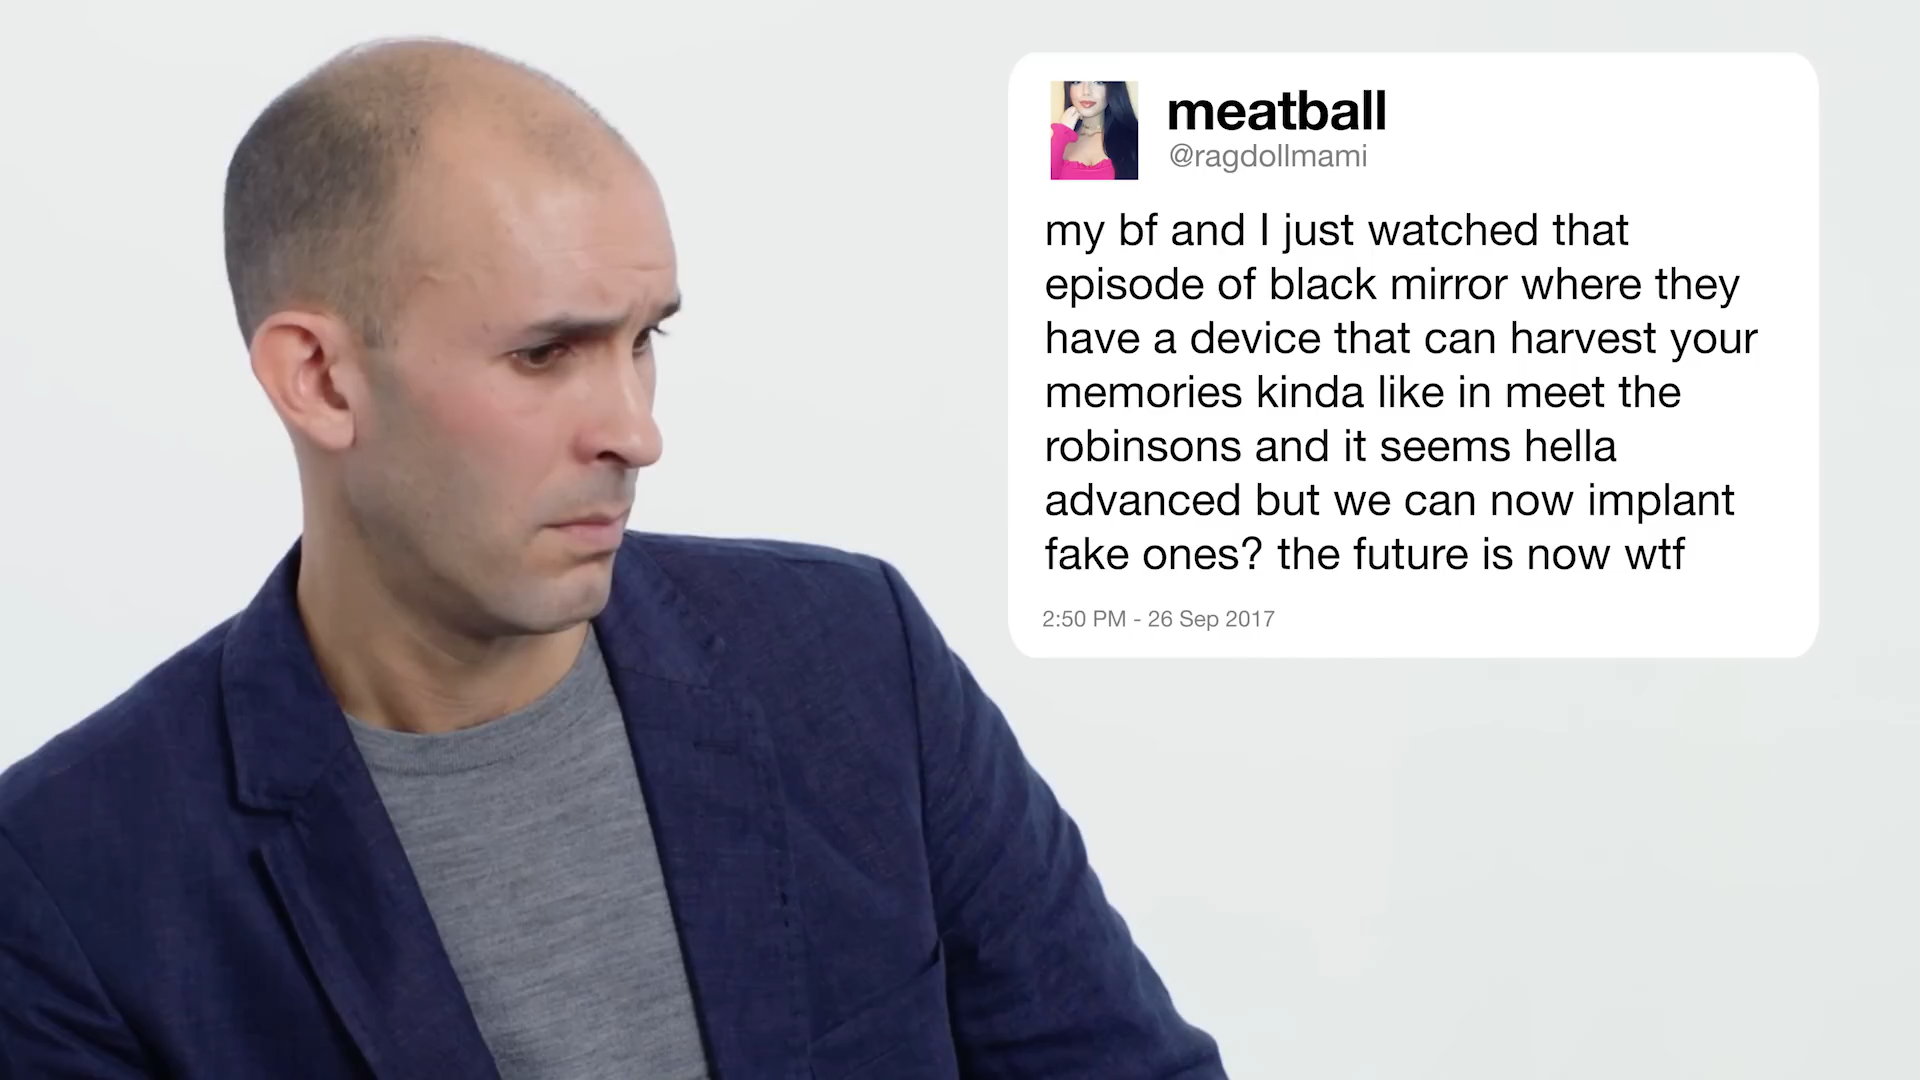 meatball
@ragdollmami
my bf and I just watched that
episode of black mirror where they
have a device that can harvest your
memories kinda like in meet the
robinsons and it seems hella
advanced but we can now implant
fake ones? the future is now wtf
2:50 PM - 26 Sep 2017